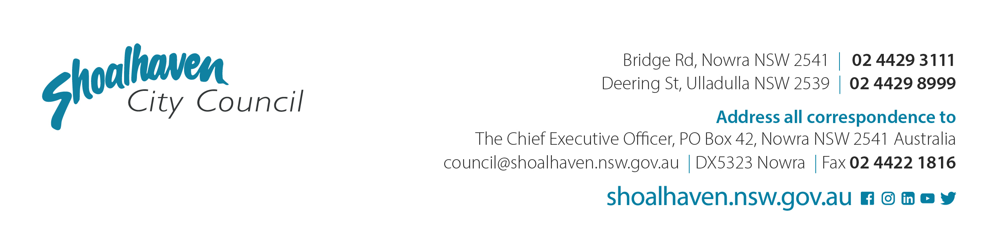 Shoalhaven
City Council
Bridge Rd, Nowra NSW 2541 | 02 4429 3111
Deering St, Ulladulla NSW 2539 | 02 4429 8999
Address all correspondence to
The Chief Executive Officer, PO Box 42, Nowra NSW 2541 Australia
council@shoalhaven.nsw.gov.au | DX5323 Nowra | Fax 02 4422 1816
shoalhaven.nsw.gov.au